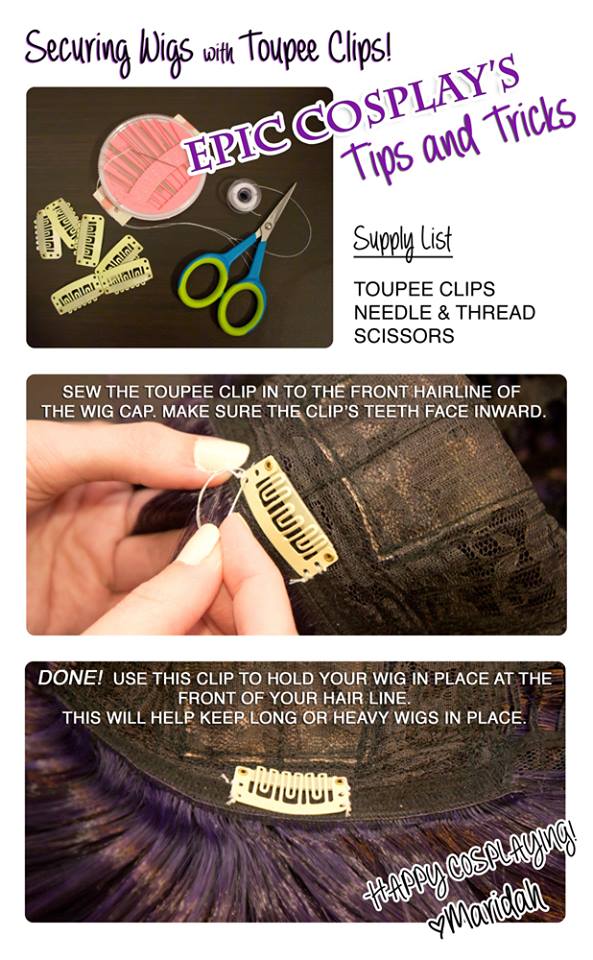 Securing Wigs with Toupee Clips!
EPIC COSPLAY'S
Tips and Tricks
Supply List
TOUPEE CLIPS
NEEDLE & THREAD
SCISSORS
SEW THE TOUPEE CLIP IN TO THE FRONT HAIRLINE OF
THE WIG CAP. MAKE SURE THE CLIP'S TEETH FACE INWARD.
DONE! USE THIS CLIP TO HOLD YOUR WIG IN PLACE AT THE
FRONT OF YOUR HAIR LINE.
THIS WILL HELP KEEP LONG OR HEAVY WIGS IN PLACE.
HAPPY COSPLAYING!
♥Maridah